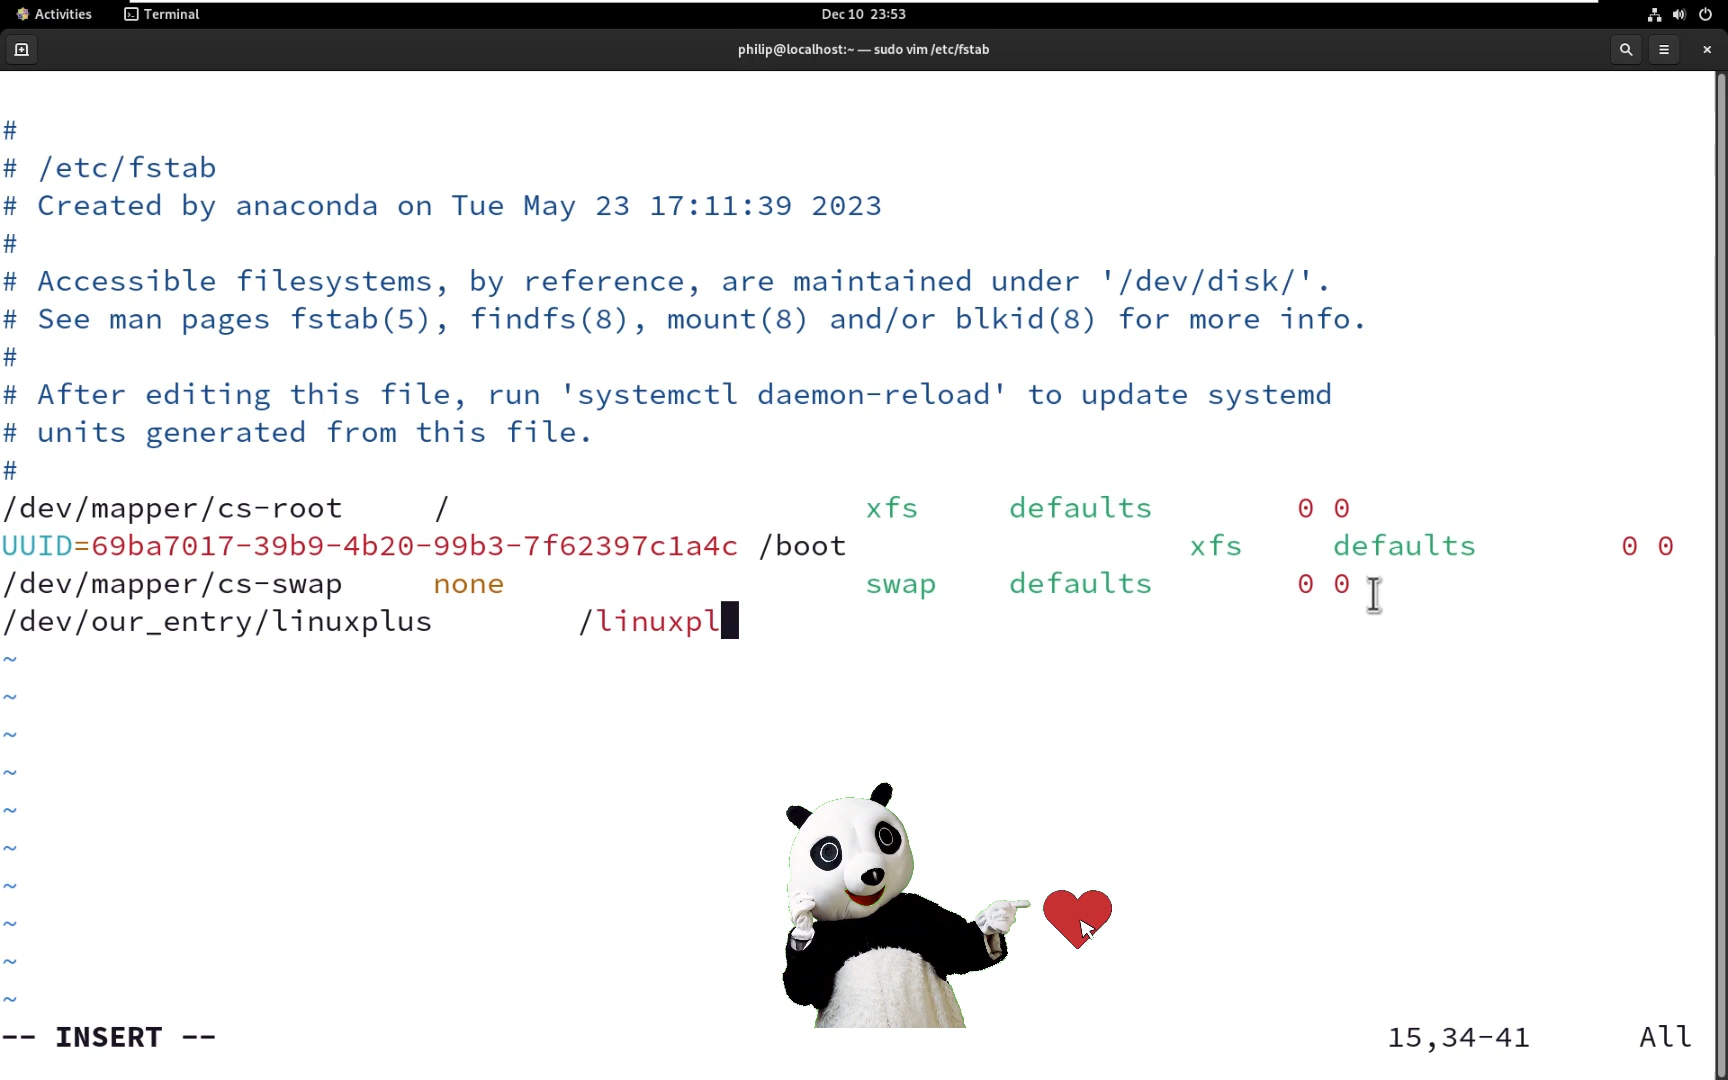 Activities Terminal Dec 10 23:53
philip@localhost:~ — sudo vim /etc/fstab
#
# /etc/fstab
# Created by anaconda on Tue May 23 17:11:39 2023
#
# Accessible filesystems, by reference, are maintained under '/dev/disk/'.
# See man pages fstab(5), findfs(8), mount(8) and/or blkid(8) for more info.
#
# After editing this file, run 'systemctl daemon-reload' to update systemd
# units generated from this file.
#
/dev/mapper/cs-root / xfs defaults 0 0
UUID=69ba7017-39b9-4b20-99b3-7f62397c1a4c /boot xfs defaults 0 0
/dev/mapper/cs-swap none swap defaults 0 0
/dev/our_entry/linuxplus /linuxpl
~
~
~
~
~
~
~
~
~
~
-- INSERT -- 15,34-41 All